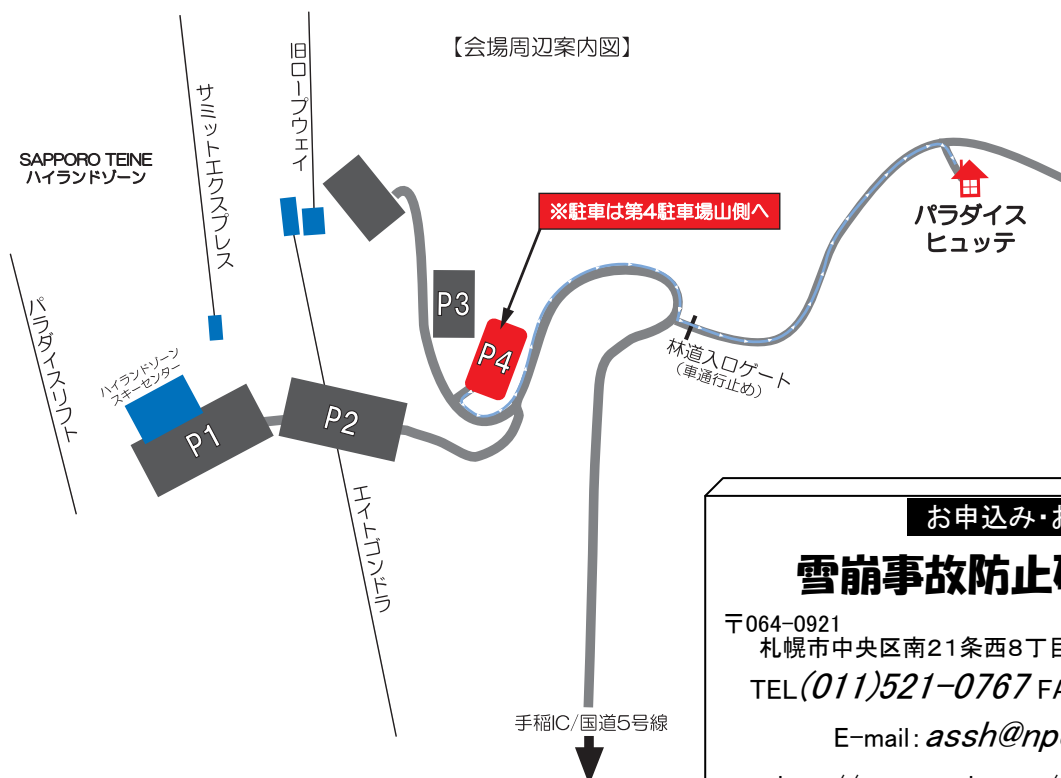 【会場周辺案内図】
旧ロープウェイ
サミットエクスプレス
SAPPORO TEINE
ハイランドゾーン
※駐車は第4駐車場山側へ
パラダイス
ヒュッテ
パラダイスリフト
P3
P4
林道入口ゲート
(車通行止め)
ハイランドゾーン
スキーセンター
P1
P2
エイトゴンドラ
手稲IC/国道5号線
お申込み・お
雪崩事故防止
〒064-0921
札幌市中央区南21条西8丁目
TEL(011)521-0767 FA
E-mail: assh@np